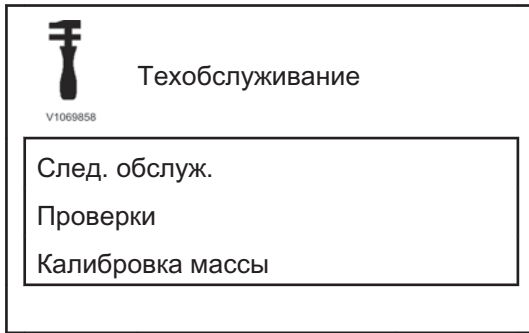 Техобслуживание
V1069858
След. обслуж.
Проверки
Калибровка массы